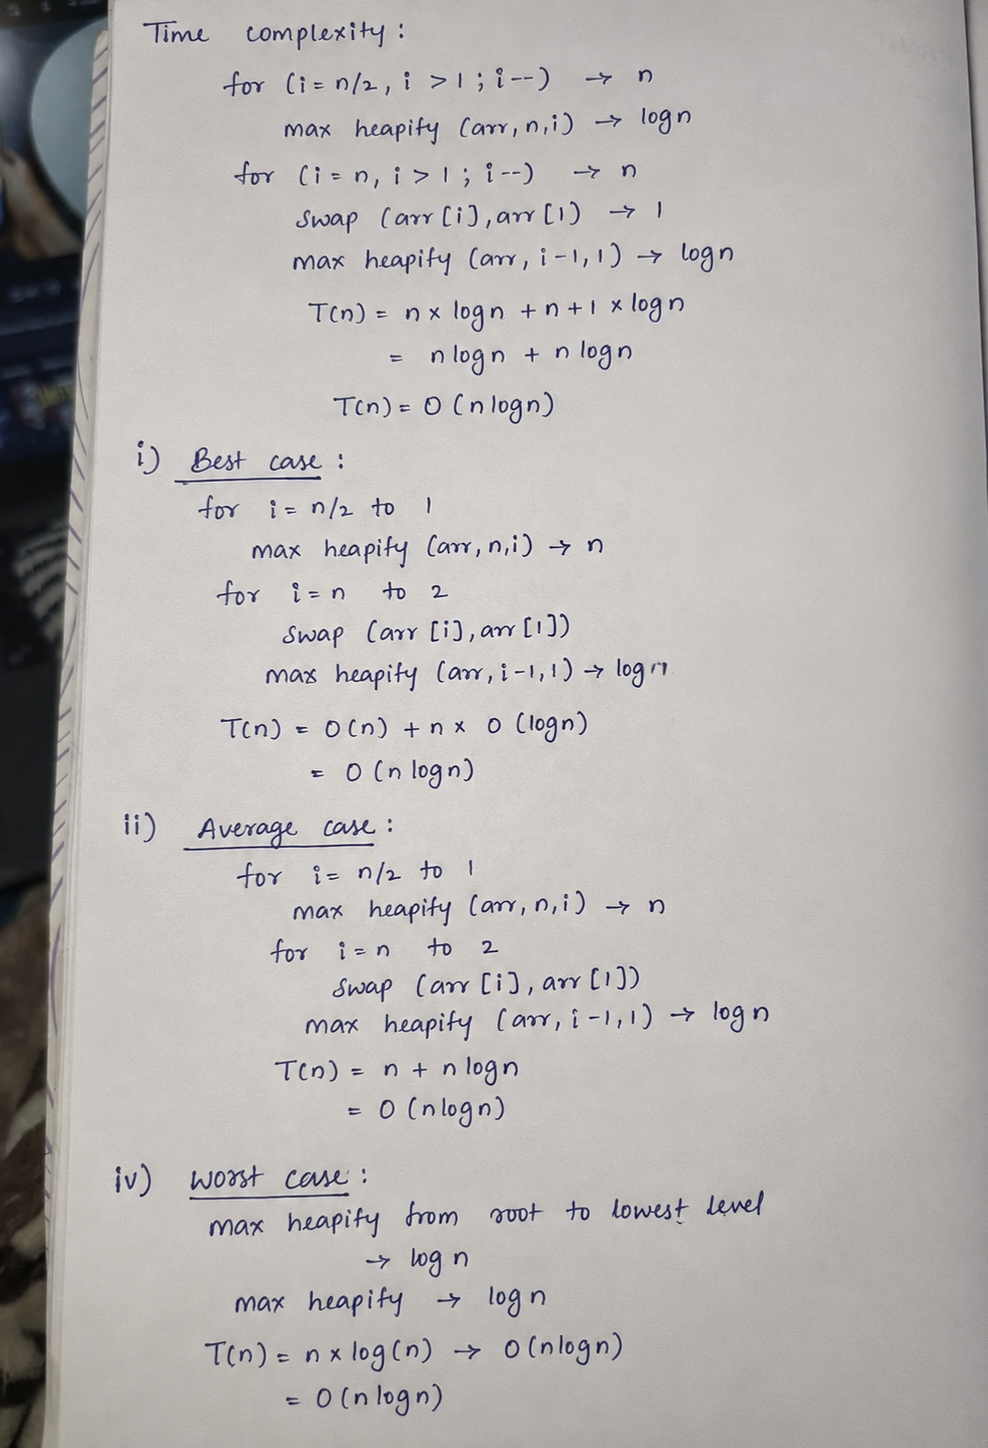 Time complexity :
for (i = n/2, i > 1 ; i--) → n
max heapify (arr, n, i) → logn
for (i = n, i > 1 ; i--) → n
swap (arr [i], arr [1) → 1
max heapify (arr, i-1, 1) → logn
T(n) = n x logn + n + 1 x logn
= n logn + n logn
T(n) = O (n logn)
i) Best case :
for i = n/2 to 1
max heapify (arr, n, i) → n
for i = n to 2
swap (arr [i], arr [1])
max heapify (arr, i-1, 1) → logn
T(n) = O(n) + n x O (logn)
= O (n logn)
ii) Average case :
for i = n/2 to 1
max heapify (arr, n, i) → n
for i = n to 2
swap (arr [i], arr [1])
max heapify (arr, i-1, 1) → logn
T(n) = n + n logn
= O (n logn)
iv) Worst case :
max heapify from root to lowest level
→ log n
max heapify → log n
T(n) = n x log(n) → O (n logn)
= O (n logn)